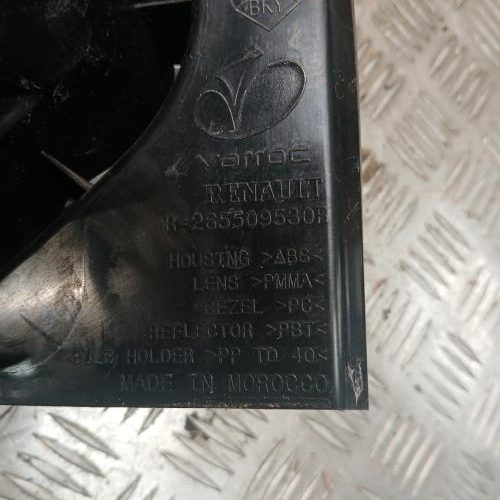 BKY
varroc
RENAULT
R-265509530R
HOUSING >ABS<
LENS >PMMA<
BEZEL >PC<
REFLECTOR >PBT<
BULB HOLDER >PP TD 40<
MADE IN MOROCCO